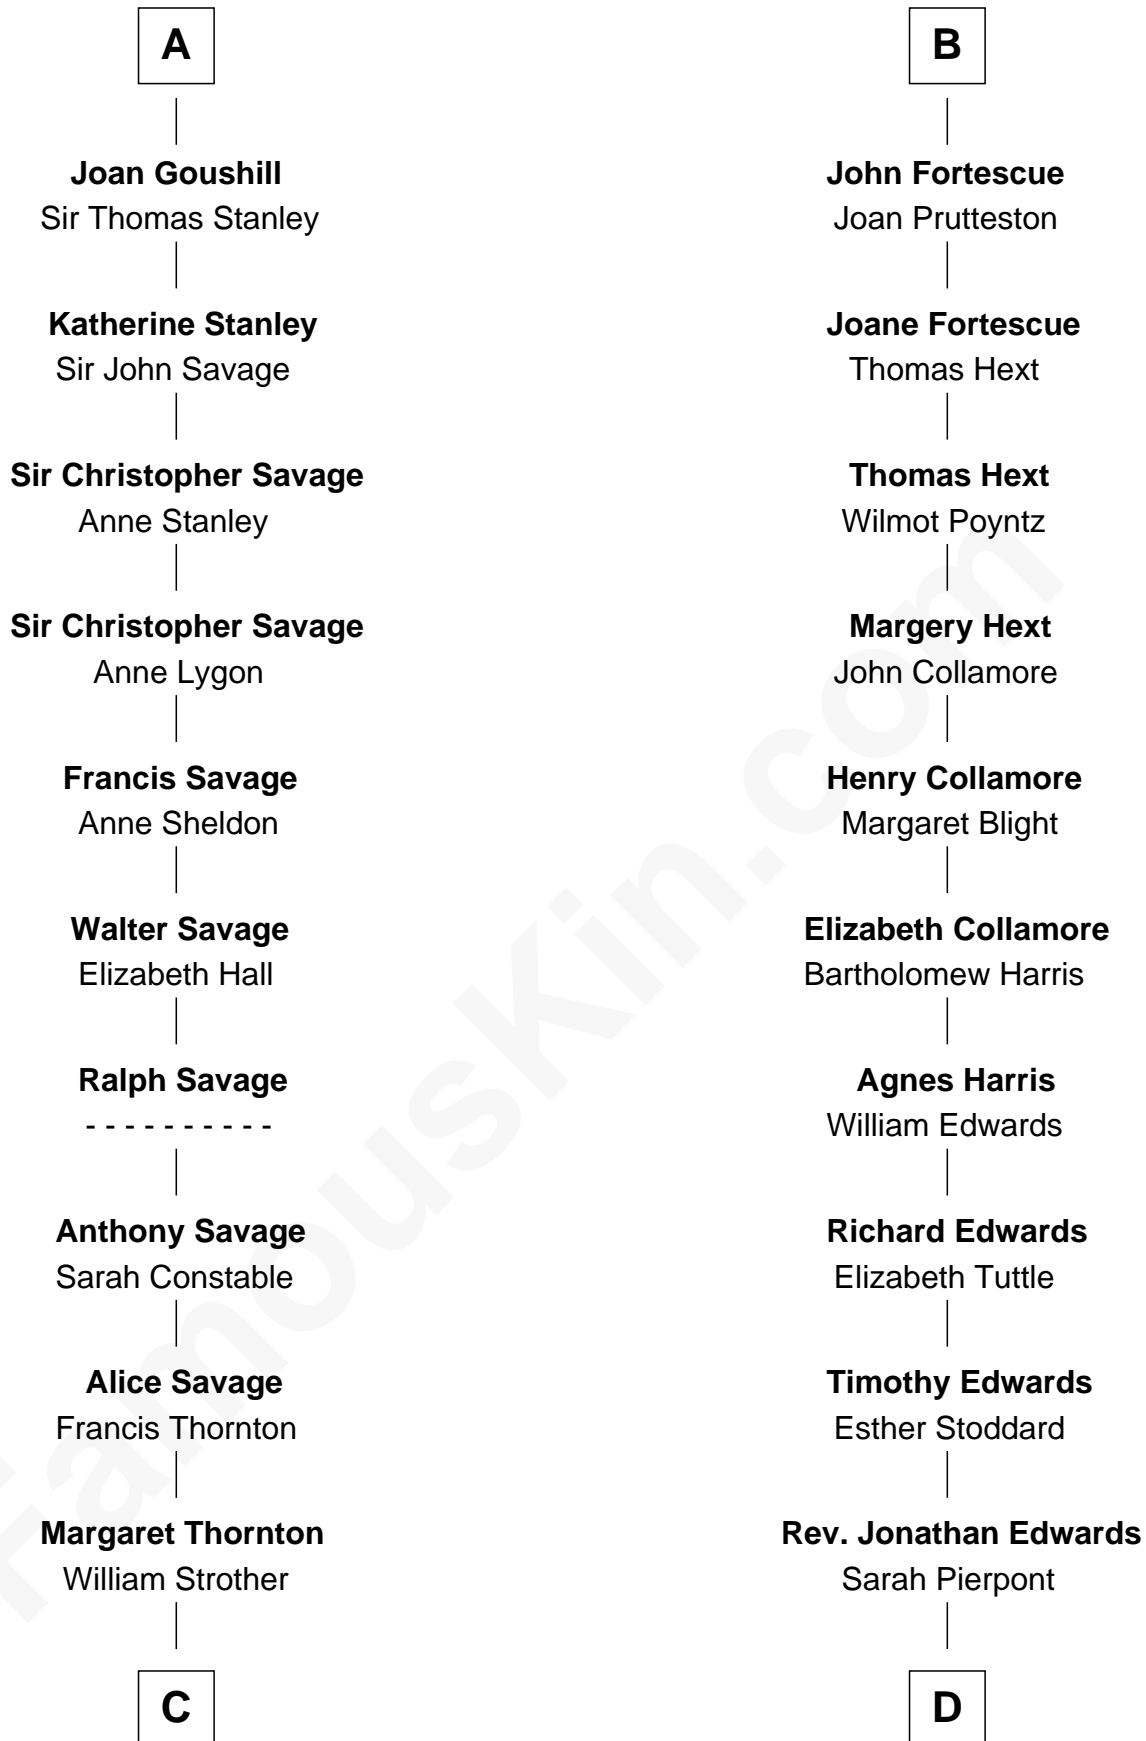 A
Joan Goushill
Sir Thomas Stanley
Katherine Stanley
Sir John Savage
Sir Christopher Savage
Anne Stanley
Sir Christopher Savage
Anne Lygon
Francis Savage
Anne Sheldon
Walter Savage
Elizabeth Hall
Ralph Savage
- - - - - - - - - -
Anthony Savage
Sarah Constable
Alice Savage
Francis Thornton
Margaret Thornton
William Strother
C
B
John Fortescue
Joan Prutteston
Joane Fortescue
Thomas Hext
Thomas Hext
Wilmot Poyntz
Margery Hext
John Collamore
Henry Collamore
Margaret Blight
Elizabeth Collamore
Bartholomew Harris
Agnes Harris
William Edwards
Richard Edwards
Elizabeth Tuttle
Timothy Edwards
Esther Stoddard
Rev. Jonathan Edwards
Sarah Pierpont
D
FamousKin.com